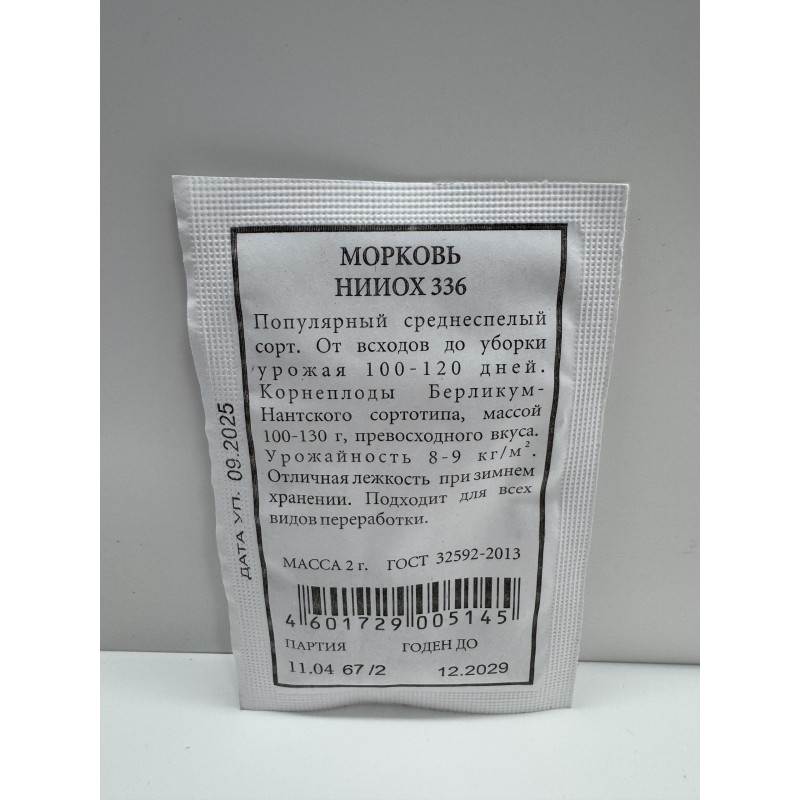 МОРКОВЬ
НИИОХ 336
Популярный среднеспелый
сорт. От всходов до уборки
урожая 100-120 дней.
Корнеплоды Берликум-
Нантского сортотипа, массой
100-130 г, превосходного вкуса.
Урожайность 8-9 кг/м².
Отличная лежкость при зимнем
хранении. Подходит для всех
видов переработки.
МАССА 2 г. ГОСТ 32592-2013
4 601729 005145
ПАРТИЯ ГОДЕН ДО
11.04 67/2 12.2029
ДАТА УП. 09.2025